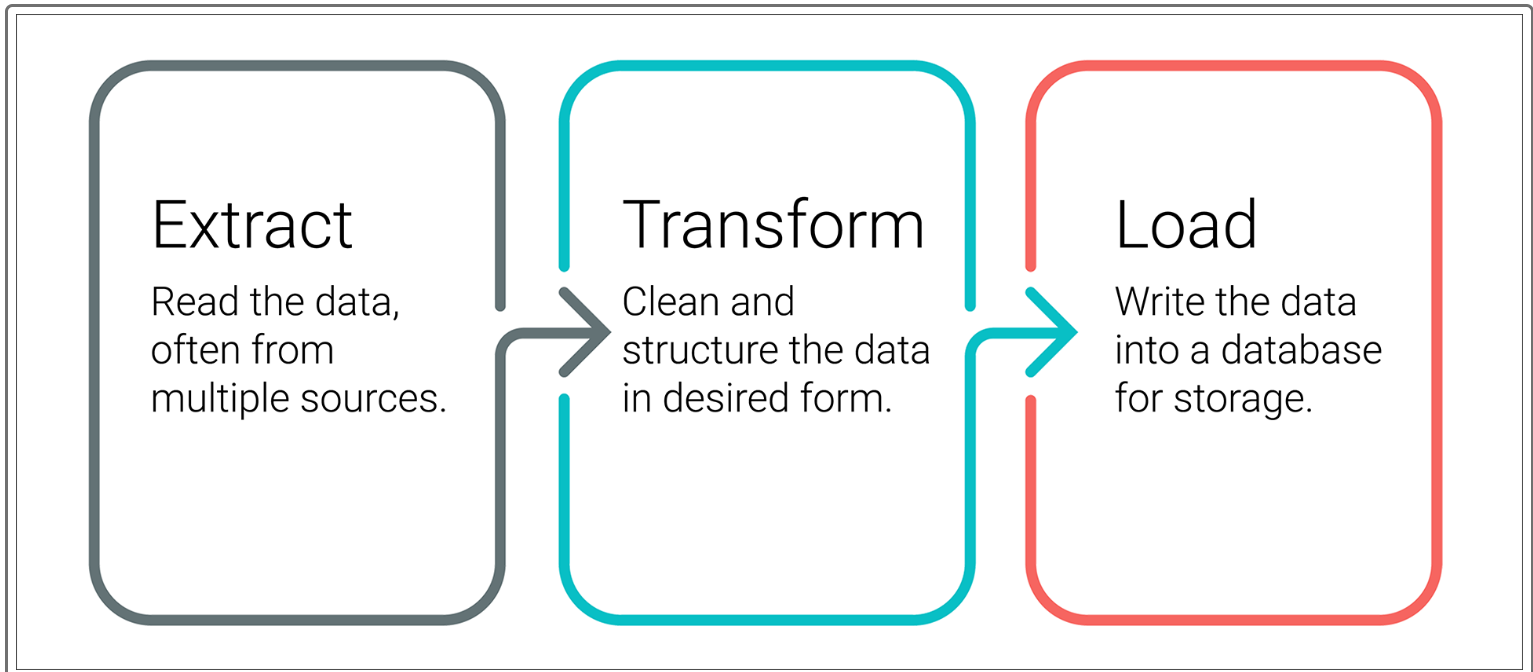 Extract
Read the data,
often from
multiple sources.
Transform
Clean and
structure the data
in desired form.
Load
Write the data
into a database
for storage.